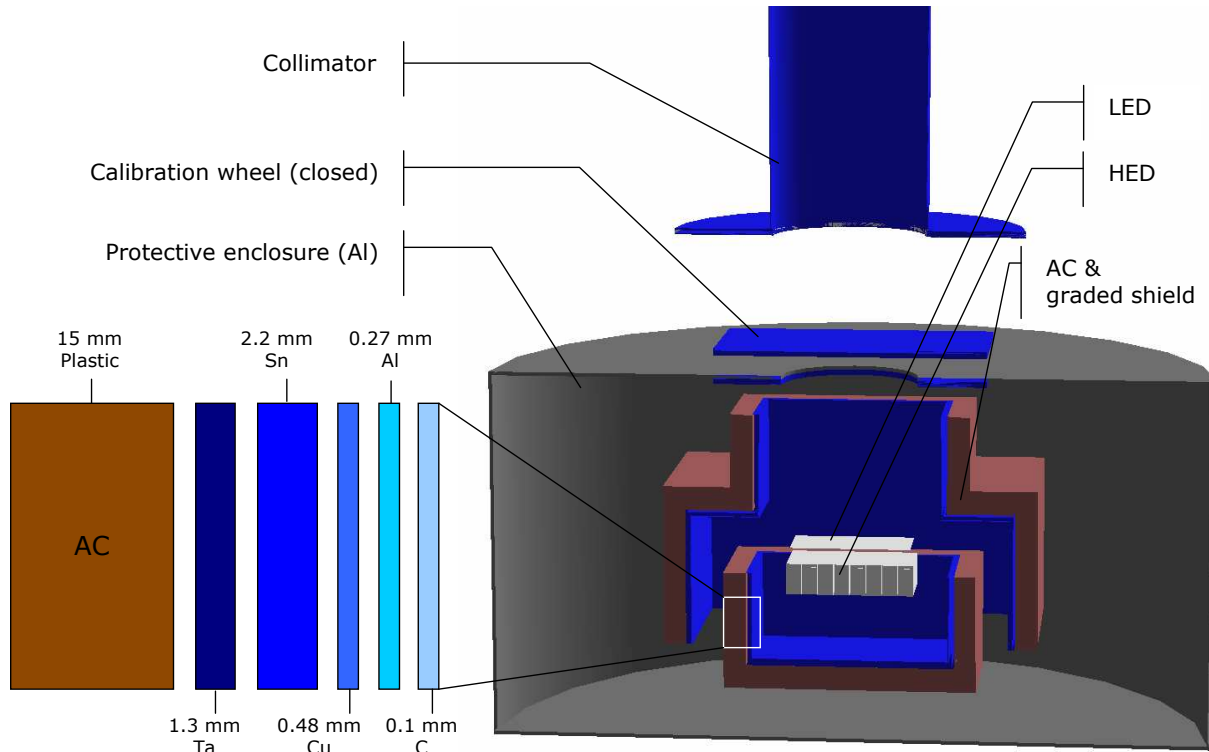 Collimator
LED
HED
Calibration wheel (closed)
Protective enclosure (Al)
AC &
graded shield
15 mm
Plastic
2.2 mm
Sn
0.27 mm
Al
AC
1.3 mm
Ta
0.48 mm
Cu
0.1 mm
C